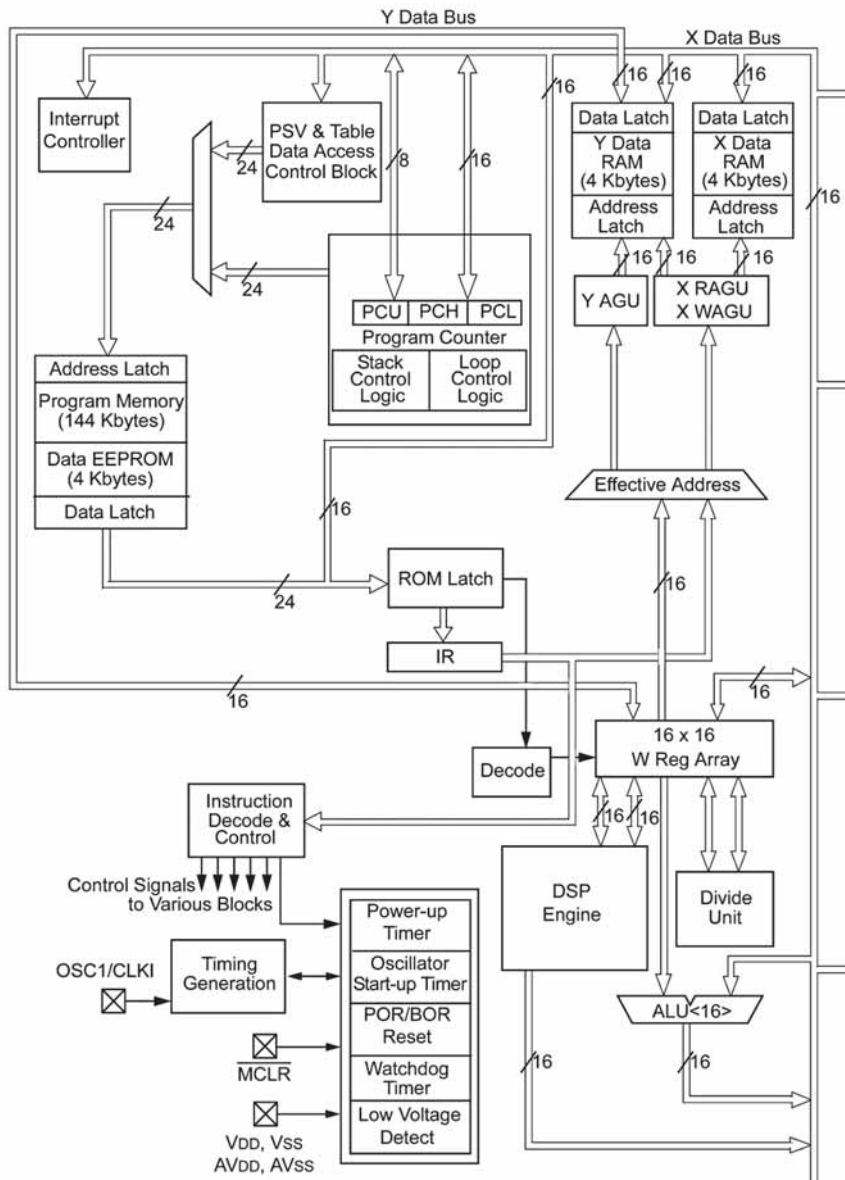 Y Data Bus
X Data Bus
16
16
16
16
Interrupt
Controller
PSV & Table
Data Access
Control Block
24
8
16
Data Latch
Y Data
RAM
(4 Kbytes)
Address
Latch
Data Latch
X Data
RAM
(4 Kbytes)
Address
Latch
16
24
24
16
16
16
Y AGU
X RAGU
X WAGU
PCU
PCH
PCL
Program Counter
Stack
Control
Logic
Loop
Control
Logic
Address Latch
Program Memory
(144 Kbytes)
Data EEPROM
(4 Kbytes)
Data Latch
Effective Address
16
24
ROM Latch
16
IR
16
16
16 x 16
W Reg Array
Decode
Instruction
Decode &
Control
16
16
Control Signals
to Various Blocks
DSP
Engine
Divide
Unit
Power-up
Timer
OSC1/CLKI
Timing
Generation
Oscillator
Start-up Timer
ALU<16>
POR/BOR
Reset
MCLR
16
16
Watchdog
Timer
Low Voltage
Detect
VDD, VSS
AVDD, AVSS